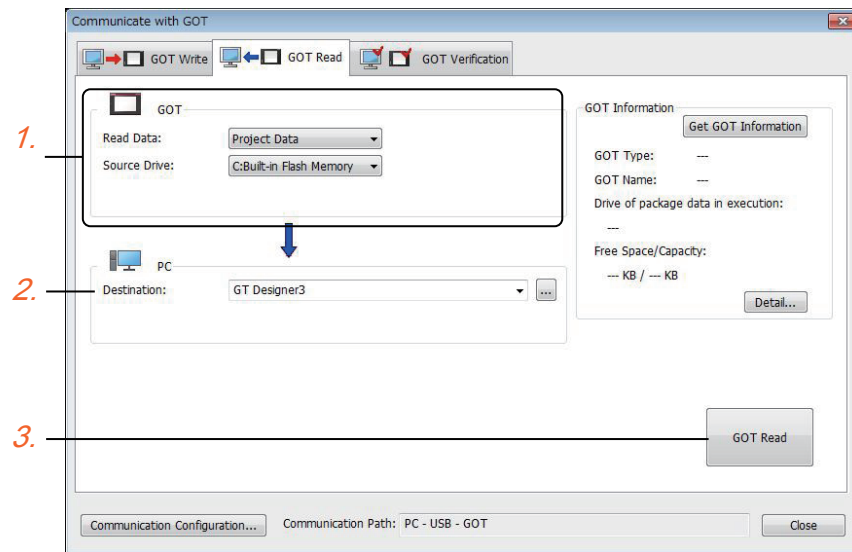 Communicate with GOT
GOT Write
GOT Read
GOT Verification
1.
GOT
Read Data:
Project Data
Source Drive:
C:Built-in Flash Memory
2.
PC
Destination:
GT Designer3
...
GOT Information
Get GOT Information
GOT Type: ---
GOT Name: ---
Drive of package data in execution:
---
Free Space/Capacity:
--- KB / --- KB
Detail...
3.
GOT Read
Communication Configuration...
Communication Path: PC - USB - GOT
Close